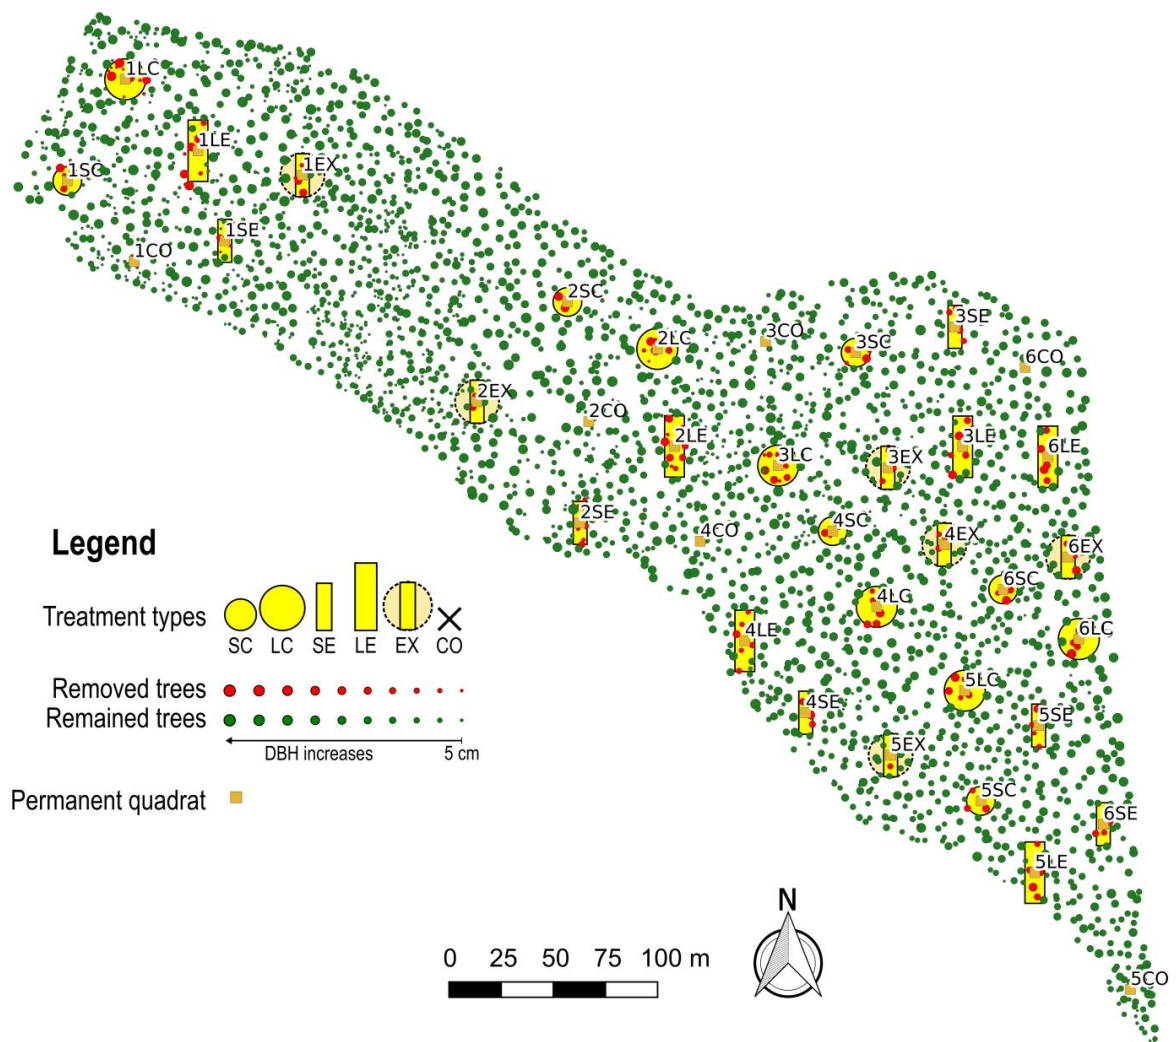 1LC
1LE
1EX
1SC
1SE
1CO
2SC
3SE
2LC
3CO
3SC
6CO
2EX
2CO
2LE
3LE
6LE
3LC
3EX
2SE
4SC
4CO
4EX
6EX
6SC
4LC
4LE
6LC
5LC
4SE
5SE
5EX
5SC
6SE
5LE
5CO
Legend
Treatment types
SC LC SE LE EX CO
Removed trees
Remained trees
DBH increases 5 cm
Permanent quadrat
N
0 25 50 75 100 m